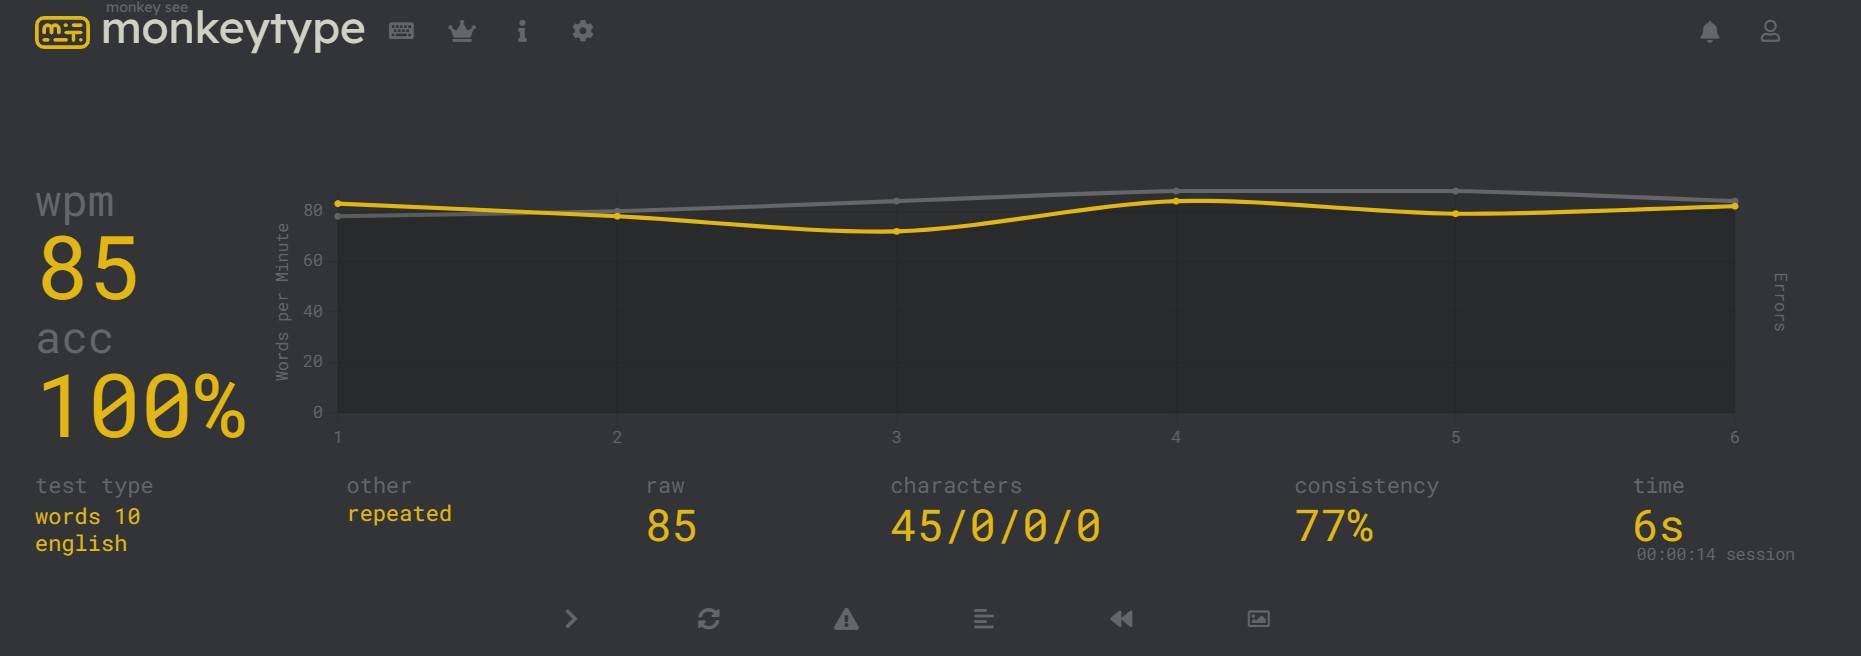 monkey see
monkeytype
wpm
85
acc
100%
Words per Minute
80
60
40
20
0
1 2 3 4 5 6
Errors
test type
words 10
english
other
repeated
raw
85
characters
45/0/0/0
consistency
77%
time
6s
00:00:14 session